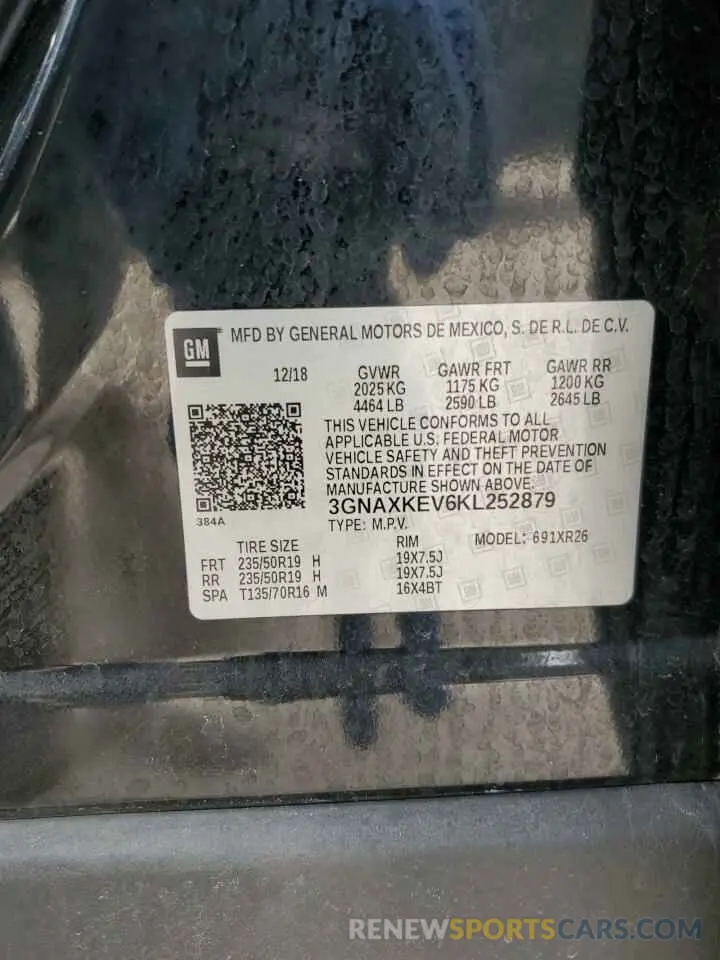 GM
MFD BY GENERAL MOTORS DE MEXICO, S. DE R.L. DE C.V.
12/18 GVWR GAWR FRT GAWR RR
2025 KG 1175 KG 1200 KG
4464 LB 2590 LB 2645 LB
THIS VEHICLE CONFORMS TO ALL
APPLICABLE U.S. FEDERAL MOTOR
VEHICLE SAFETY AND THEFT PREVENTION
STANDARDS IN EFFECT ON THE DATE OF
MANUFACTURE SHOWN ABOVE.
3GNAXKEV6KL252879
384A
TYPE: M.P.V.
TIRE SIZE RIM MODEL: 691XR26
FRT 235/50R19 H 19X7.5J
RR 235/50R19 H 19X7.5J
SPA T135/70R16 M 16X4BT
RENEWSPORTSCARS.COM